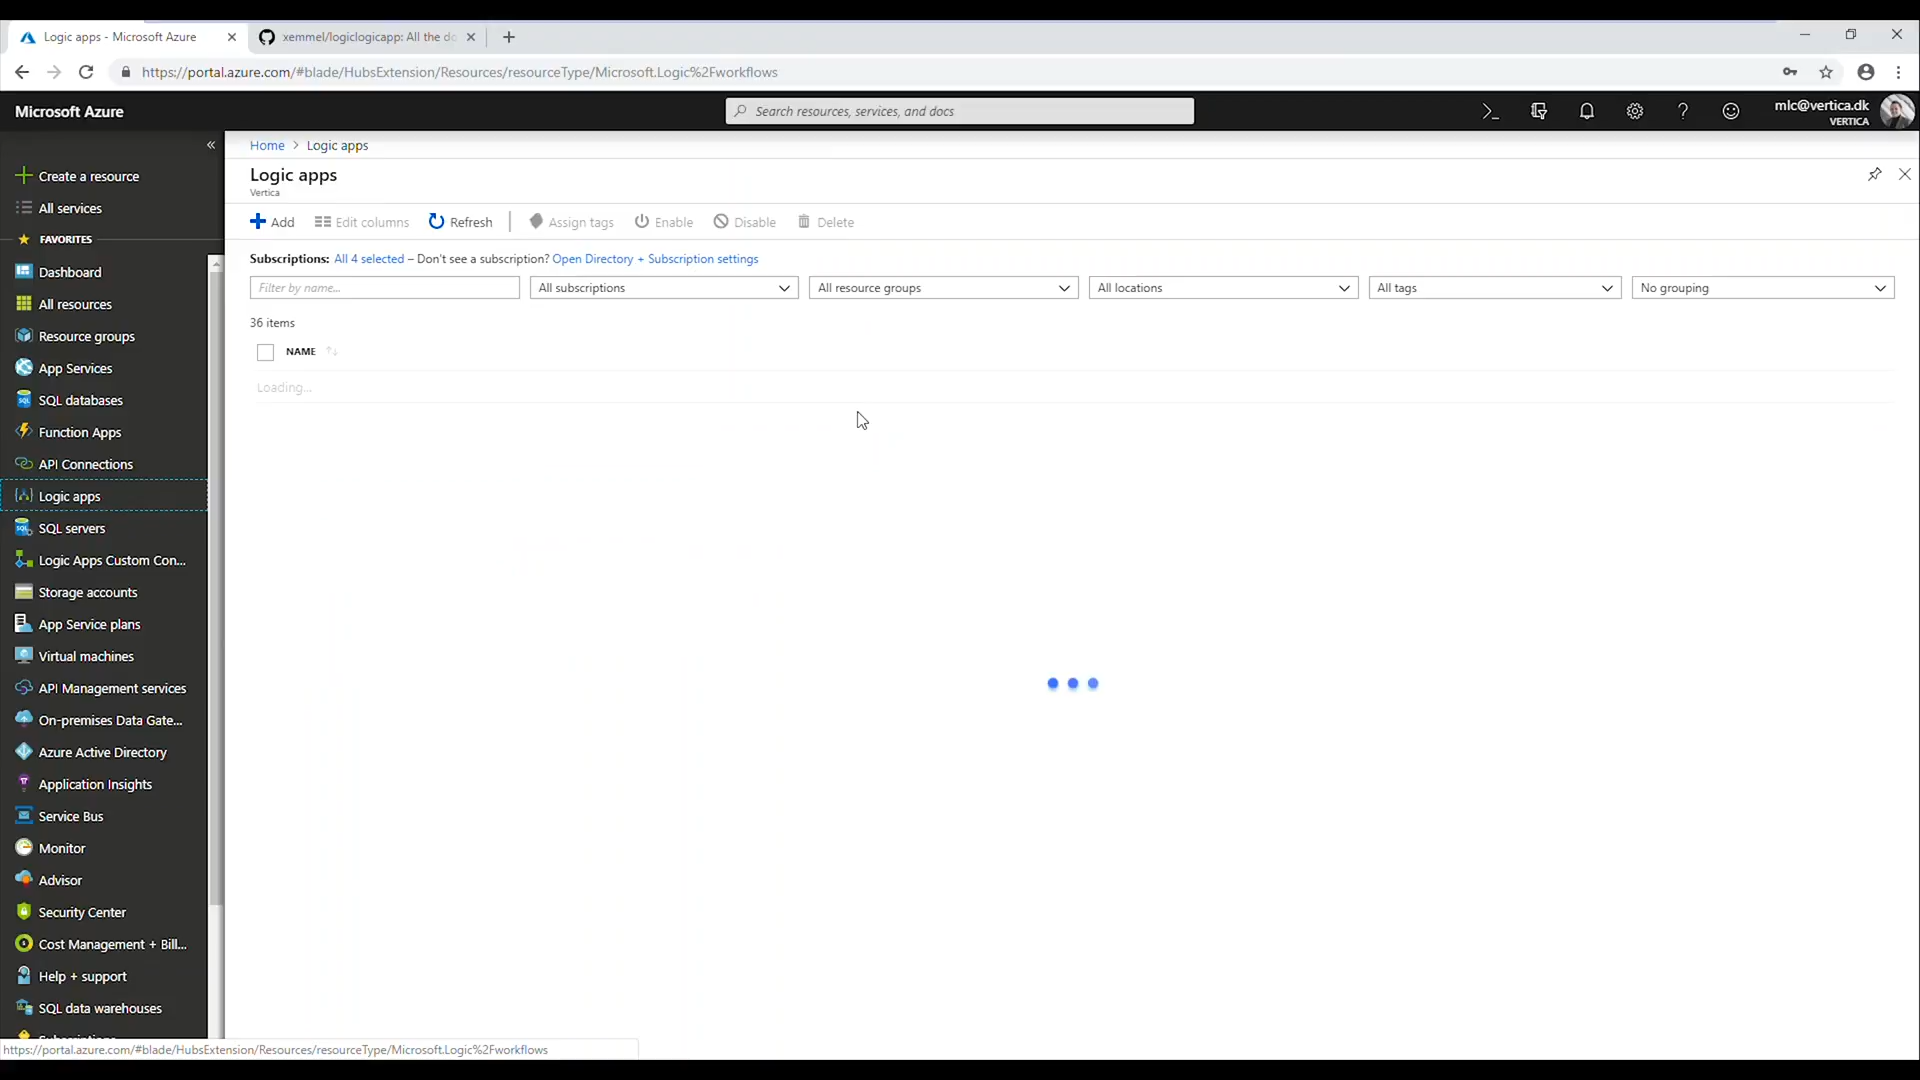 Logic apps - Microsoft Azure
xemmel/logiclogicapp: All the do
https://portal.azure.com/#blade/HubsExtension/Resources/resourceType/Microsoft.Logic%2Fworkflows
Microsoft Azure
Search resources, services, and docs
mlc@vertica.dk
VERTICA
Create a resource
All services
FAVORITES
Dashboard
All resources
Resource groups
App Services
SQL databases
Function Apps
API Connections
Logic apps
SQL servers
Logic Apps Custom Con...
Storage accounts
App Service plans
Virtual machines
API Management services
On-premises Data Gate...
Azure Active Directory
Application Insights
Service Bus
Monitor
Advisor
Security Center
Cost Management + Bill...
Help + support
SQL data warehouses
Home > Logic apps
Logic apps
Vertica
Add Edit columns Refresh Assign tags Enable Disable Delete
Subscriptions: All 4 selected – Don't see a subscription? Open Directory + Subscription settings
Filter by name... All subscriptions All resource groups All locations All tags No grouping
36 items
NAME
Loading...
https://portal.azure.com/#blade/HubsExtension/Resources/resourceType/Microsoft.Logic%2Fworkflows